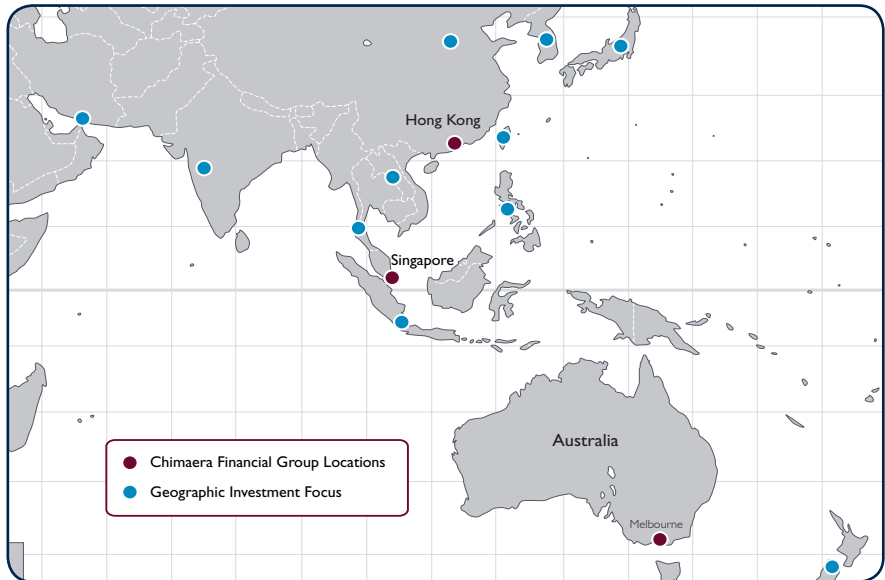 Hong Kong
Singapore
Australia
Chimaera Financial Group Locations
Geographic Investment Focus
Melbourne